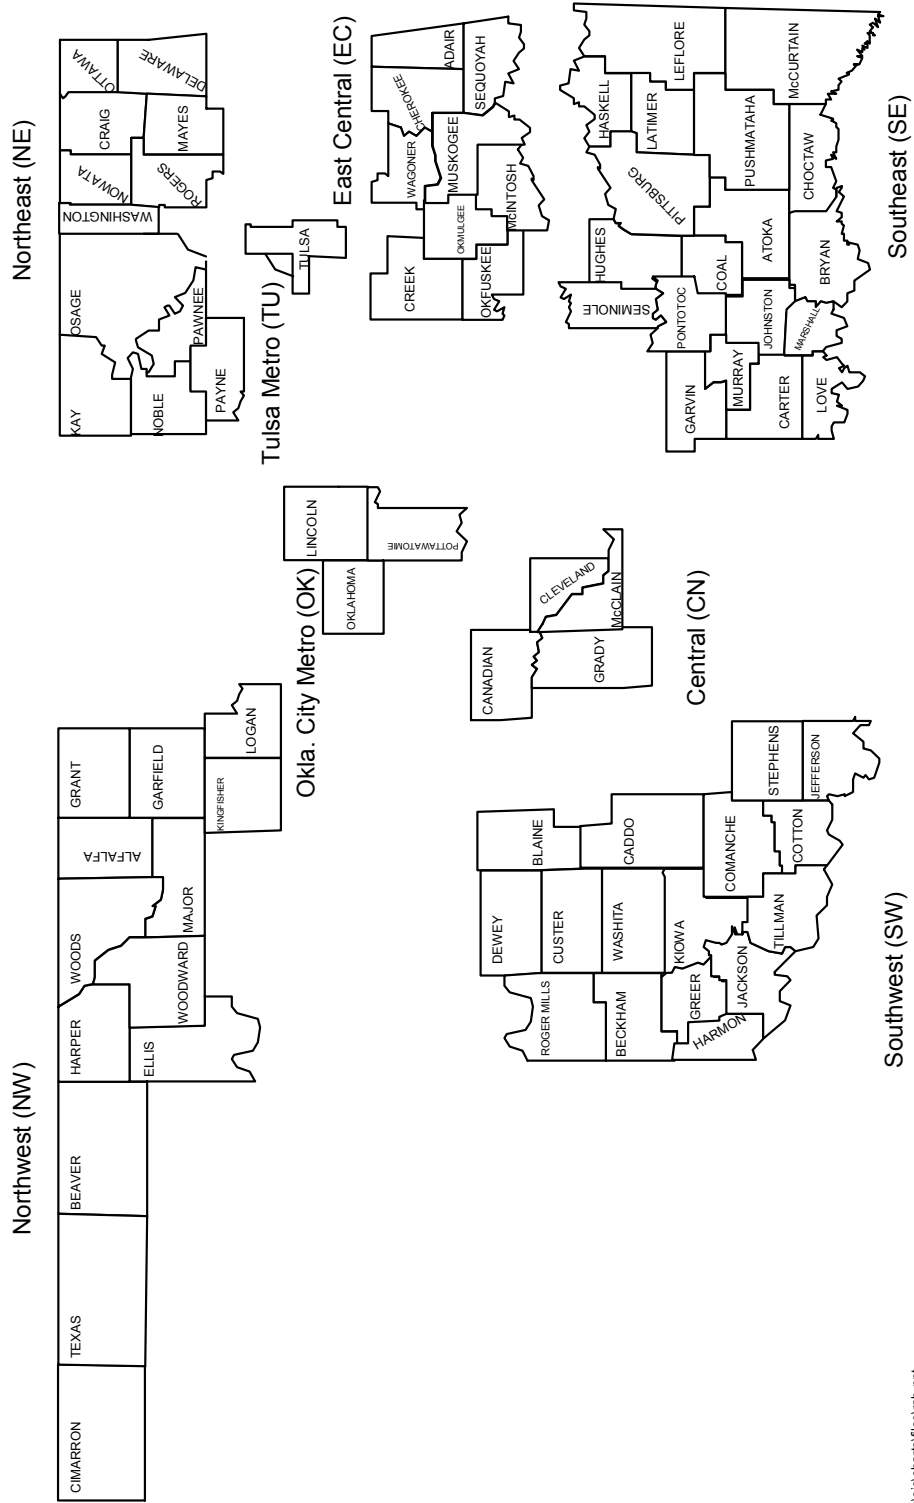 Northwest (NW)
CIMARRON
TEXAS
BEAVER
HARPER
ELLIS
WOODS
WOODWARD
ALFALFA
MAJOR
GRANT
GARFIELD
KINGFISHER
LOGAN
Northeast (NE)
KAY
OSAGE
NOBLE
PAWNEE
PAYNE
WASHINGTON
NOWATA
CRAIG
OTTAWA
ROGERS
MAYES
DELAWARE
Tulsa Metro (TU)
TULSA
Okla. City Metro (OK)
OKLAHOMA
LINCOLN
POTTAWATOMIE
East Central (EC)
CREEK
OKFUSKEE
OKMULGEE
WAGONER
MUSKOGEE
McINTOSH
CHEROKEE
ADAIR
SEQUOYAH
Central (CN)
CANADIAN
GRADY
CLEVELAND
McCLAIN
Southwest (SW)
ROGER MILLS
DEWEY
BLAINE
CUSTER
BECKHAM
WASHITA
CADDO
HARMON
GREER
KIOWA
JACKSON
COMANCHE
TILLMAN
COTTON
STEPHENS
JEFFERSON
Southeast (SE)
SEMINOLE
HUGHES
PITTSBURG
HASKELL
LATIMER
LEFLORE
GARVIN
PONTOTOC
COAL
MURRAY
JOHNSTON
ATOKA
PUSHMATAHA
McCURTAIN
CARTER
LOVE
MARSHALL
BRYAN
CHOCTAW